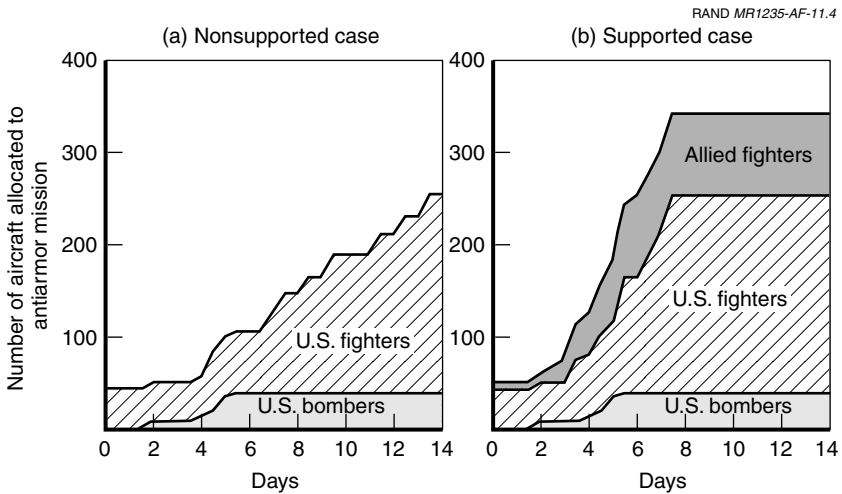 RAND MR1235-AF-11.4
(a) Nonsupported case
(b) Supported case
Number of aircraft allocated to
antiarmor mission
400
300
200
100
U.S. fighters
U.S. bombers
0 2 4 6 8 10 12 14
Days
400
300
200
100
Allied fighters
U.S. fighters
U.S. bombers
0 2 4 6 8 10 12 14
Days